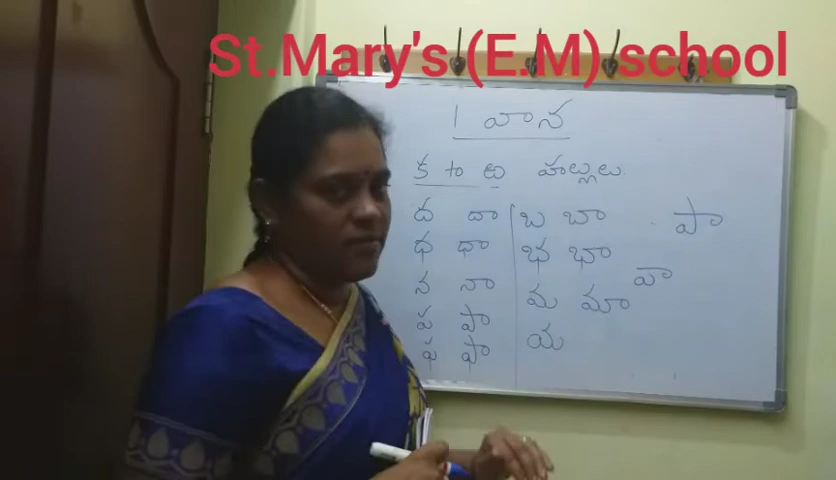 St.Mary's (E.M) school
1 వాన
క to ఱ హల్లులు.
ద దా
ధ ధా
న నా
ప పా
ఫ ఫా
బ బా
భ భా
మ మా
య
పా
వా